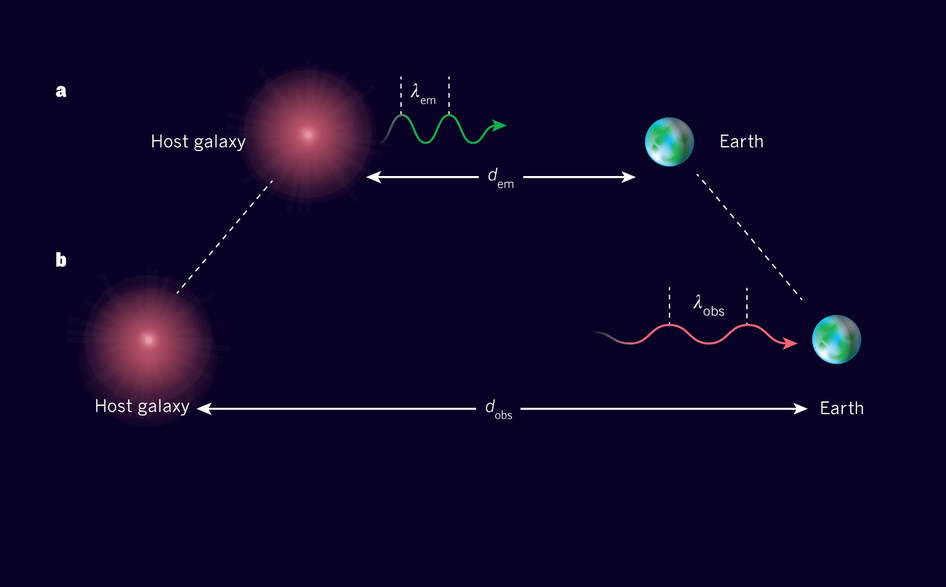 a
λem
Host galaxy
Earth
dem
b
λobs
Host galaxy
dobs
Earth